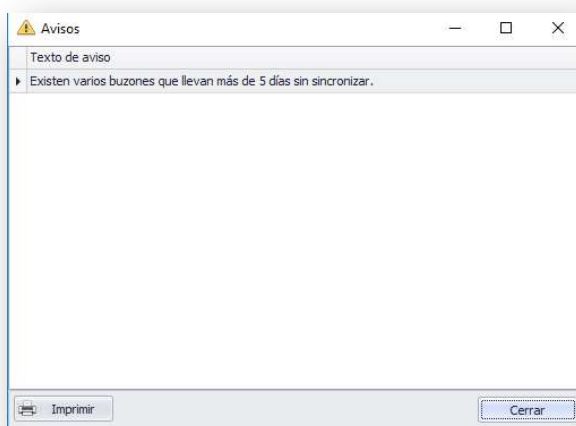 Avisos
Texto de aviso
Existen varios buzones que llevan más de 5 días sin sincronizar.
Imprimir
Cerrar